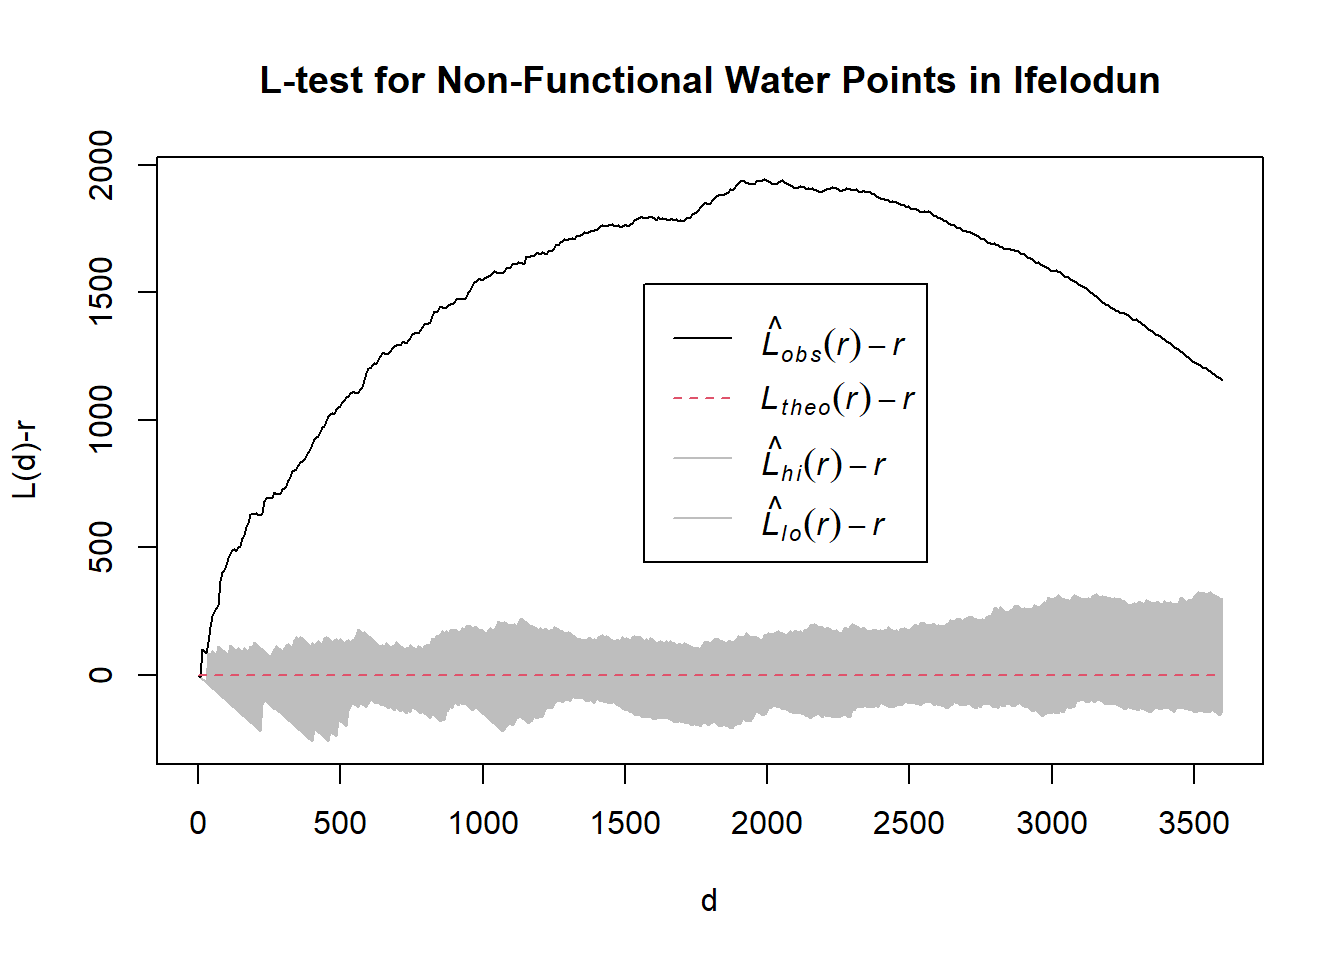 L-test for Non-Functional Water Points in Ifelodun
L(d)-r
2000
1500
1000
500
0
L̂obs(r) − r
Ltheo(r) − r
L̂hi(r) − r
L̂lo(r) − r
0 500 1000 1500 2000 2500 3000 3500
d